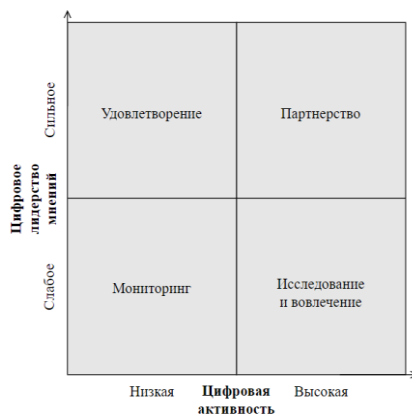 Сильное
Удовлетворение
Партнерство
Цифровое
лидерство
мнений
Слабое
Мониторинг
Исследование
и вовлечение
Низкая
Цифровая
активность
Высокая